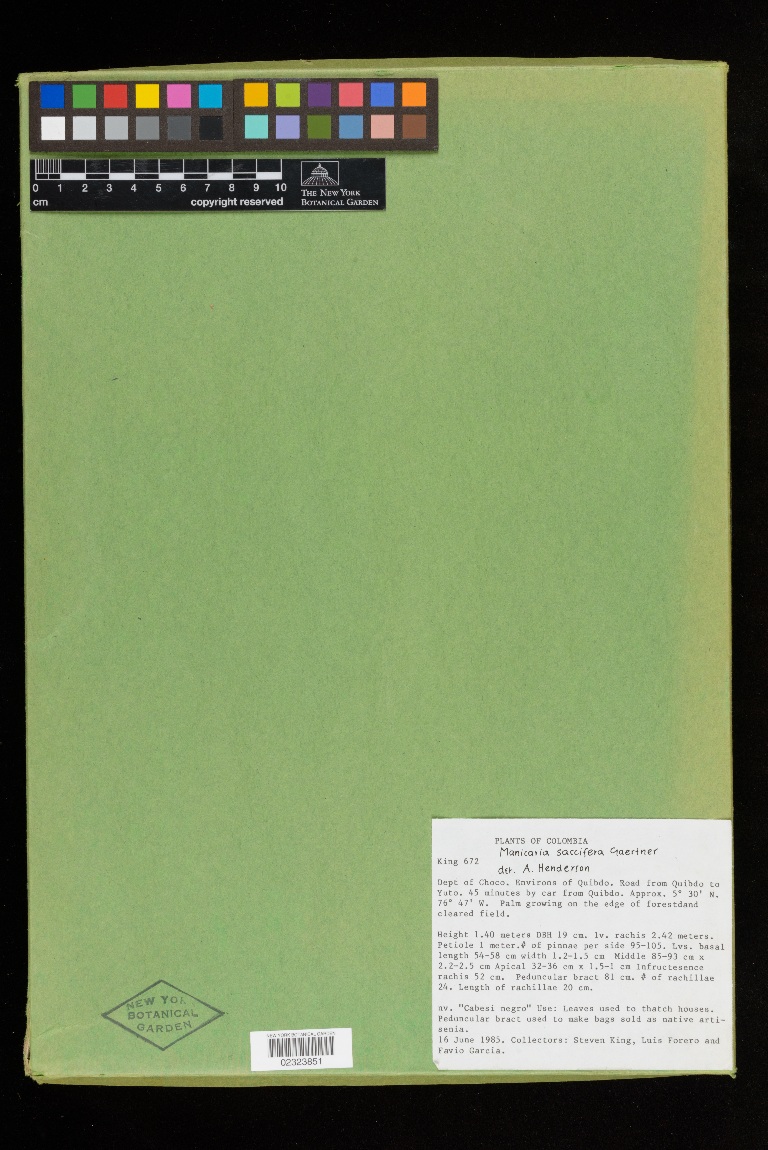 0 1 2 3 4 5 6 7 8 9 10
cm
copyright reserved
THE NEW YORK
BOTANICAL GARDEN
PLANTS OF COLOMBIA
Manicaria saccifera Gaertner
King 672
det. A. Henderson
Dept of Choco. Environs of Quibdo. Road from Quibdo to
Yuto. 45 minutes by car from Quibdo. Approx. 5° 30' N.
76° 47' W. Palm growing on the edge of forestdand
cleared field.
Height 1.40 meters DBH 19 cm. lv. rachis 2.42 meters.
Petiole 1 meter.# of pinnae per side 95-105. Lvs. basal
length 54-58 cm width 1.2-1.5 cm Middle 85-93 cm x
2.2-2.5 cm Apical 32-36 cm x 1.5-1 cm Infructesence
rachis 52 cm. Peduncular bract 81 cm. # of rachillae
24. Length of rachillae 20 cm.
nv. "Cabesi negro" Use: Leaves used to thatch houses.
Peduncular bract used to make bags sold as native arti-
senia.
16 June 1985. Collectors: Steven King, Luis Forero and
Favio Garcia.
NEW YOR
BOTANICAL
GARDEN
NEW YORK BOTANICAL GARDEN
02323851